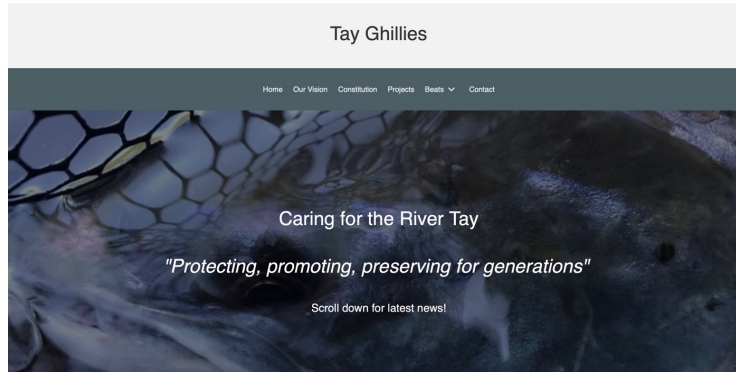 Tay Ghillies
Home Our Vision Constitution Projects Beats Contact
Caring for the River Tay
"Protecting, promoting, preserving for generations"
Scroll down for latest news!